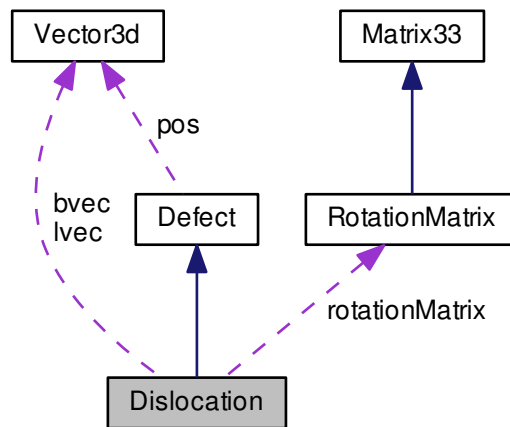 Vector3d
Matrix33
pos
bvec
lvec
Defect
RotationMatrix
rotationMatrix
Dislocation